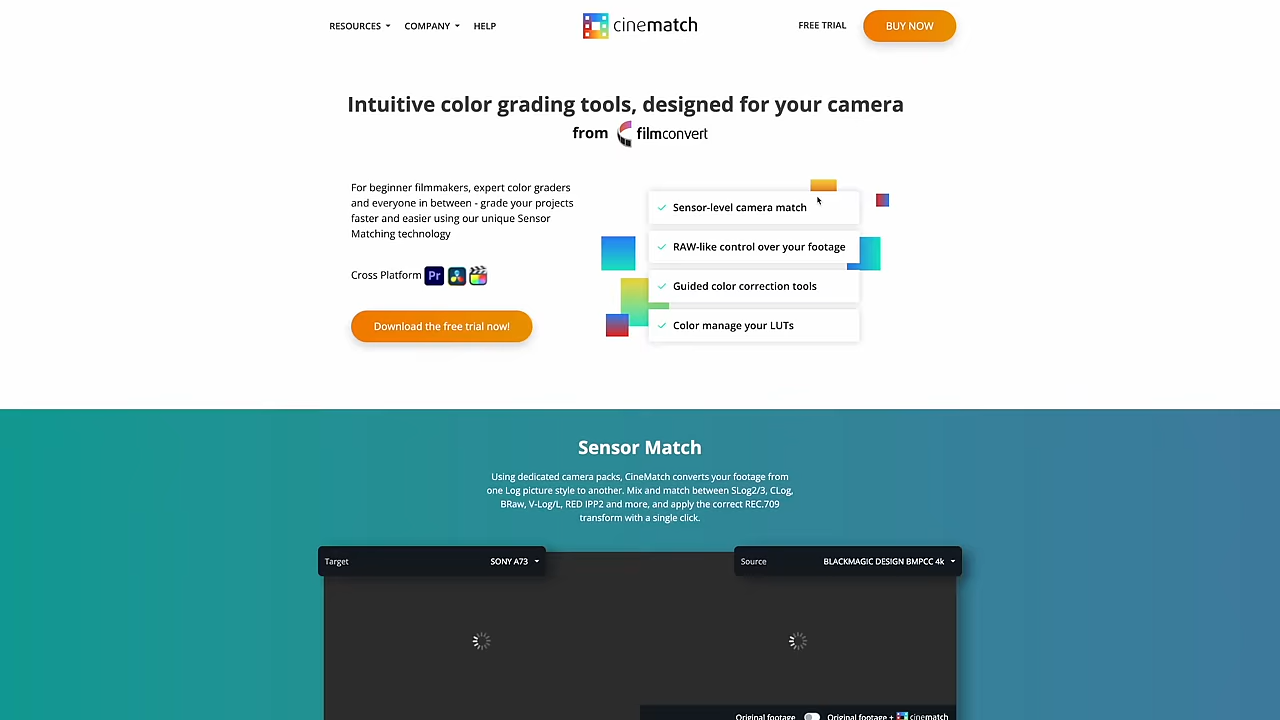 RESOURCES
COMPANY
HELP
cinematch
FREE TRIAL
BUY NOW
Intuitive color grading tools, designed for your camera
from filmconvert
For beginner filmmakers, expert color graders
and everyone in between - grade your projects
faster and easier using our unique Sensor
Matching technology
Cross Platform Pr
Download the free trial now!
Sensor-level camera match
RAW-like control over your footage
Guided color correction tools
Color manage your LUTs
Sensor Match
Using dedicated camera packs, CineMatch converts your footage from
one Log picture style to another. Mix and match between SLog2/3, CLog,
BRaw, V-Log/L, RED IPP2 and more, and apply the correct REC.709
transform with a single click.
Target SONY A73
Source BLACKMAGIC DESIGN BMPCC 4k
Original footage Original footage + cinematch